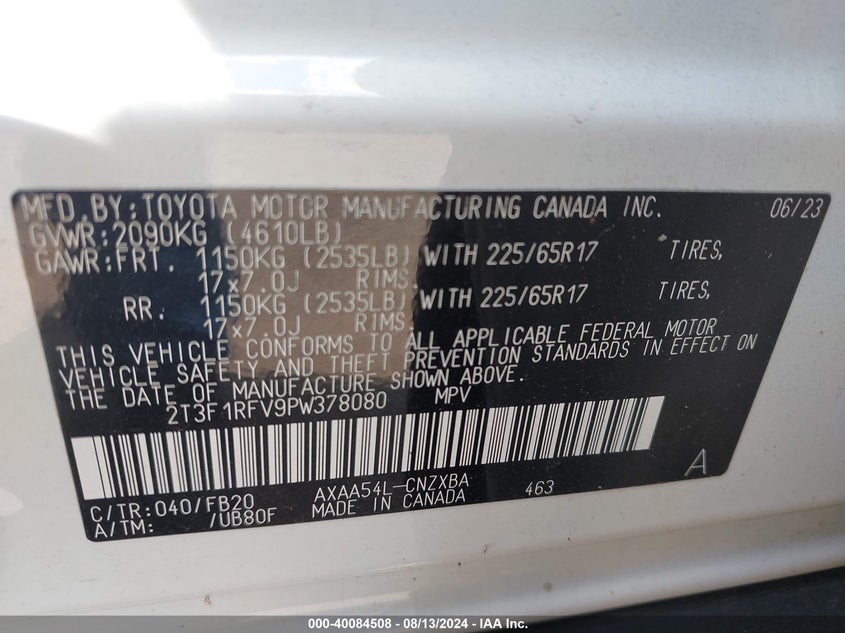 MFD.BY:TOYOTA MOTOR MANUFACTURING CANADA INC. 06/23
GVWR:2090KG (4610LB)
GAWR:FRT. 1150KG (2535LB) WITH 225/65R17 TIRES,
17x7.0J RIMS,
RR. 1150KG (2535LB) WITH 225/65R17 TIRES,
17x7.0J RIMS
THIS VEHICLE CONFORMS TO ALL APPLICABLE FEDERAL MOTOR
VEHICLE SAFETY AND THEFT PREVENTION STANDARDS IN EFFECT ON
THE DATE OF MANUFACTURE SHOWN ABOVE.
2T3F1RFV9PW378080 MPV
C/TR:040/FB20 AXAA54L-CNZXBA 463 A
A/TM: /UB80F MADE IN CANADA
000-40084508 - 08/13/2024 - IAA Inc.